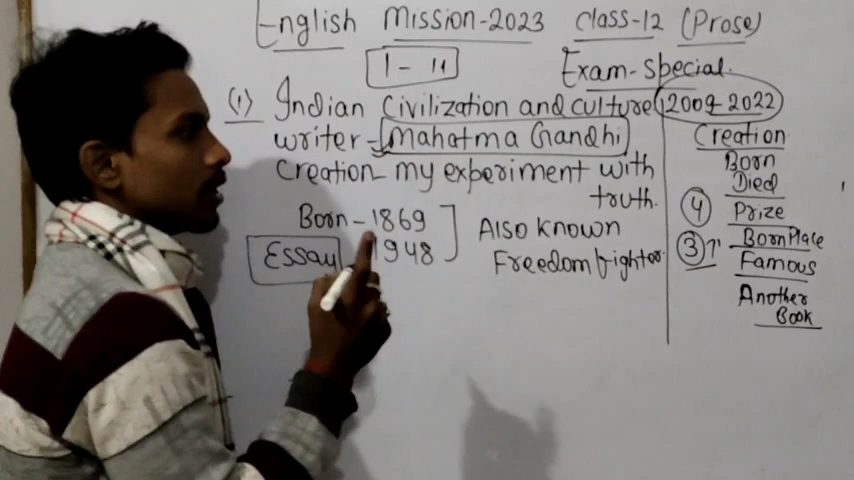 English Mission-2023 Class-12 (Prose)
1 - 11 Exam-Special.
(1) Indian Civilization and culture (2009-2022
writer - Mahatma Gandhi
Creation - my experiment with
truth.
Born - 1869
Essay 1948
Also known
Freedom fighter
Creation
Born
Died
4 Prize
3 Born Place
Famous
Another
Book